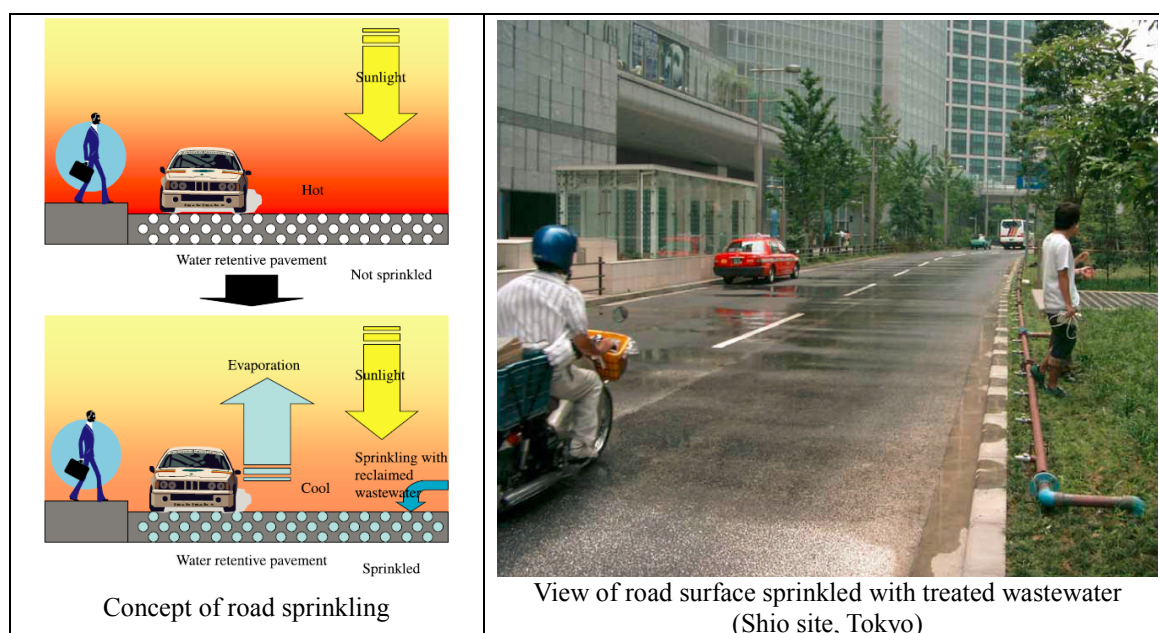 Sunlight
Hot
Water retentive pavement
Not sprinkled
Evaporation
Sunlight
Sprinkling with
reclaimed
wastewater
Cool
Water retentive pavement
Sprinkled
Concept of road sprinkling
View of road surface sprinkled with treated wastewater
(Shio site, Tokyo)